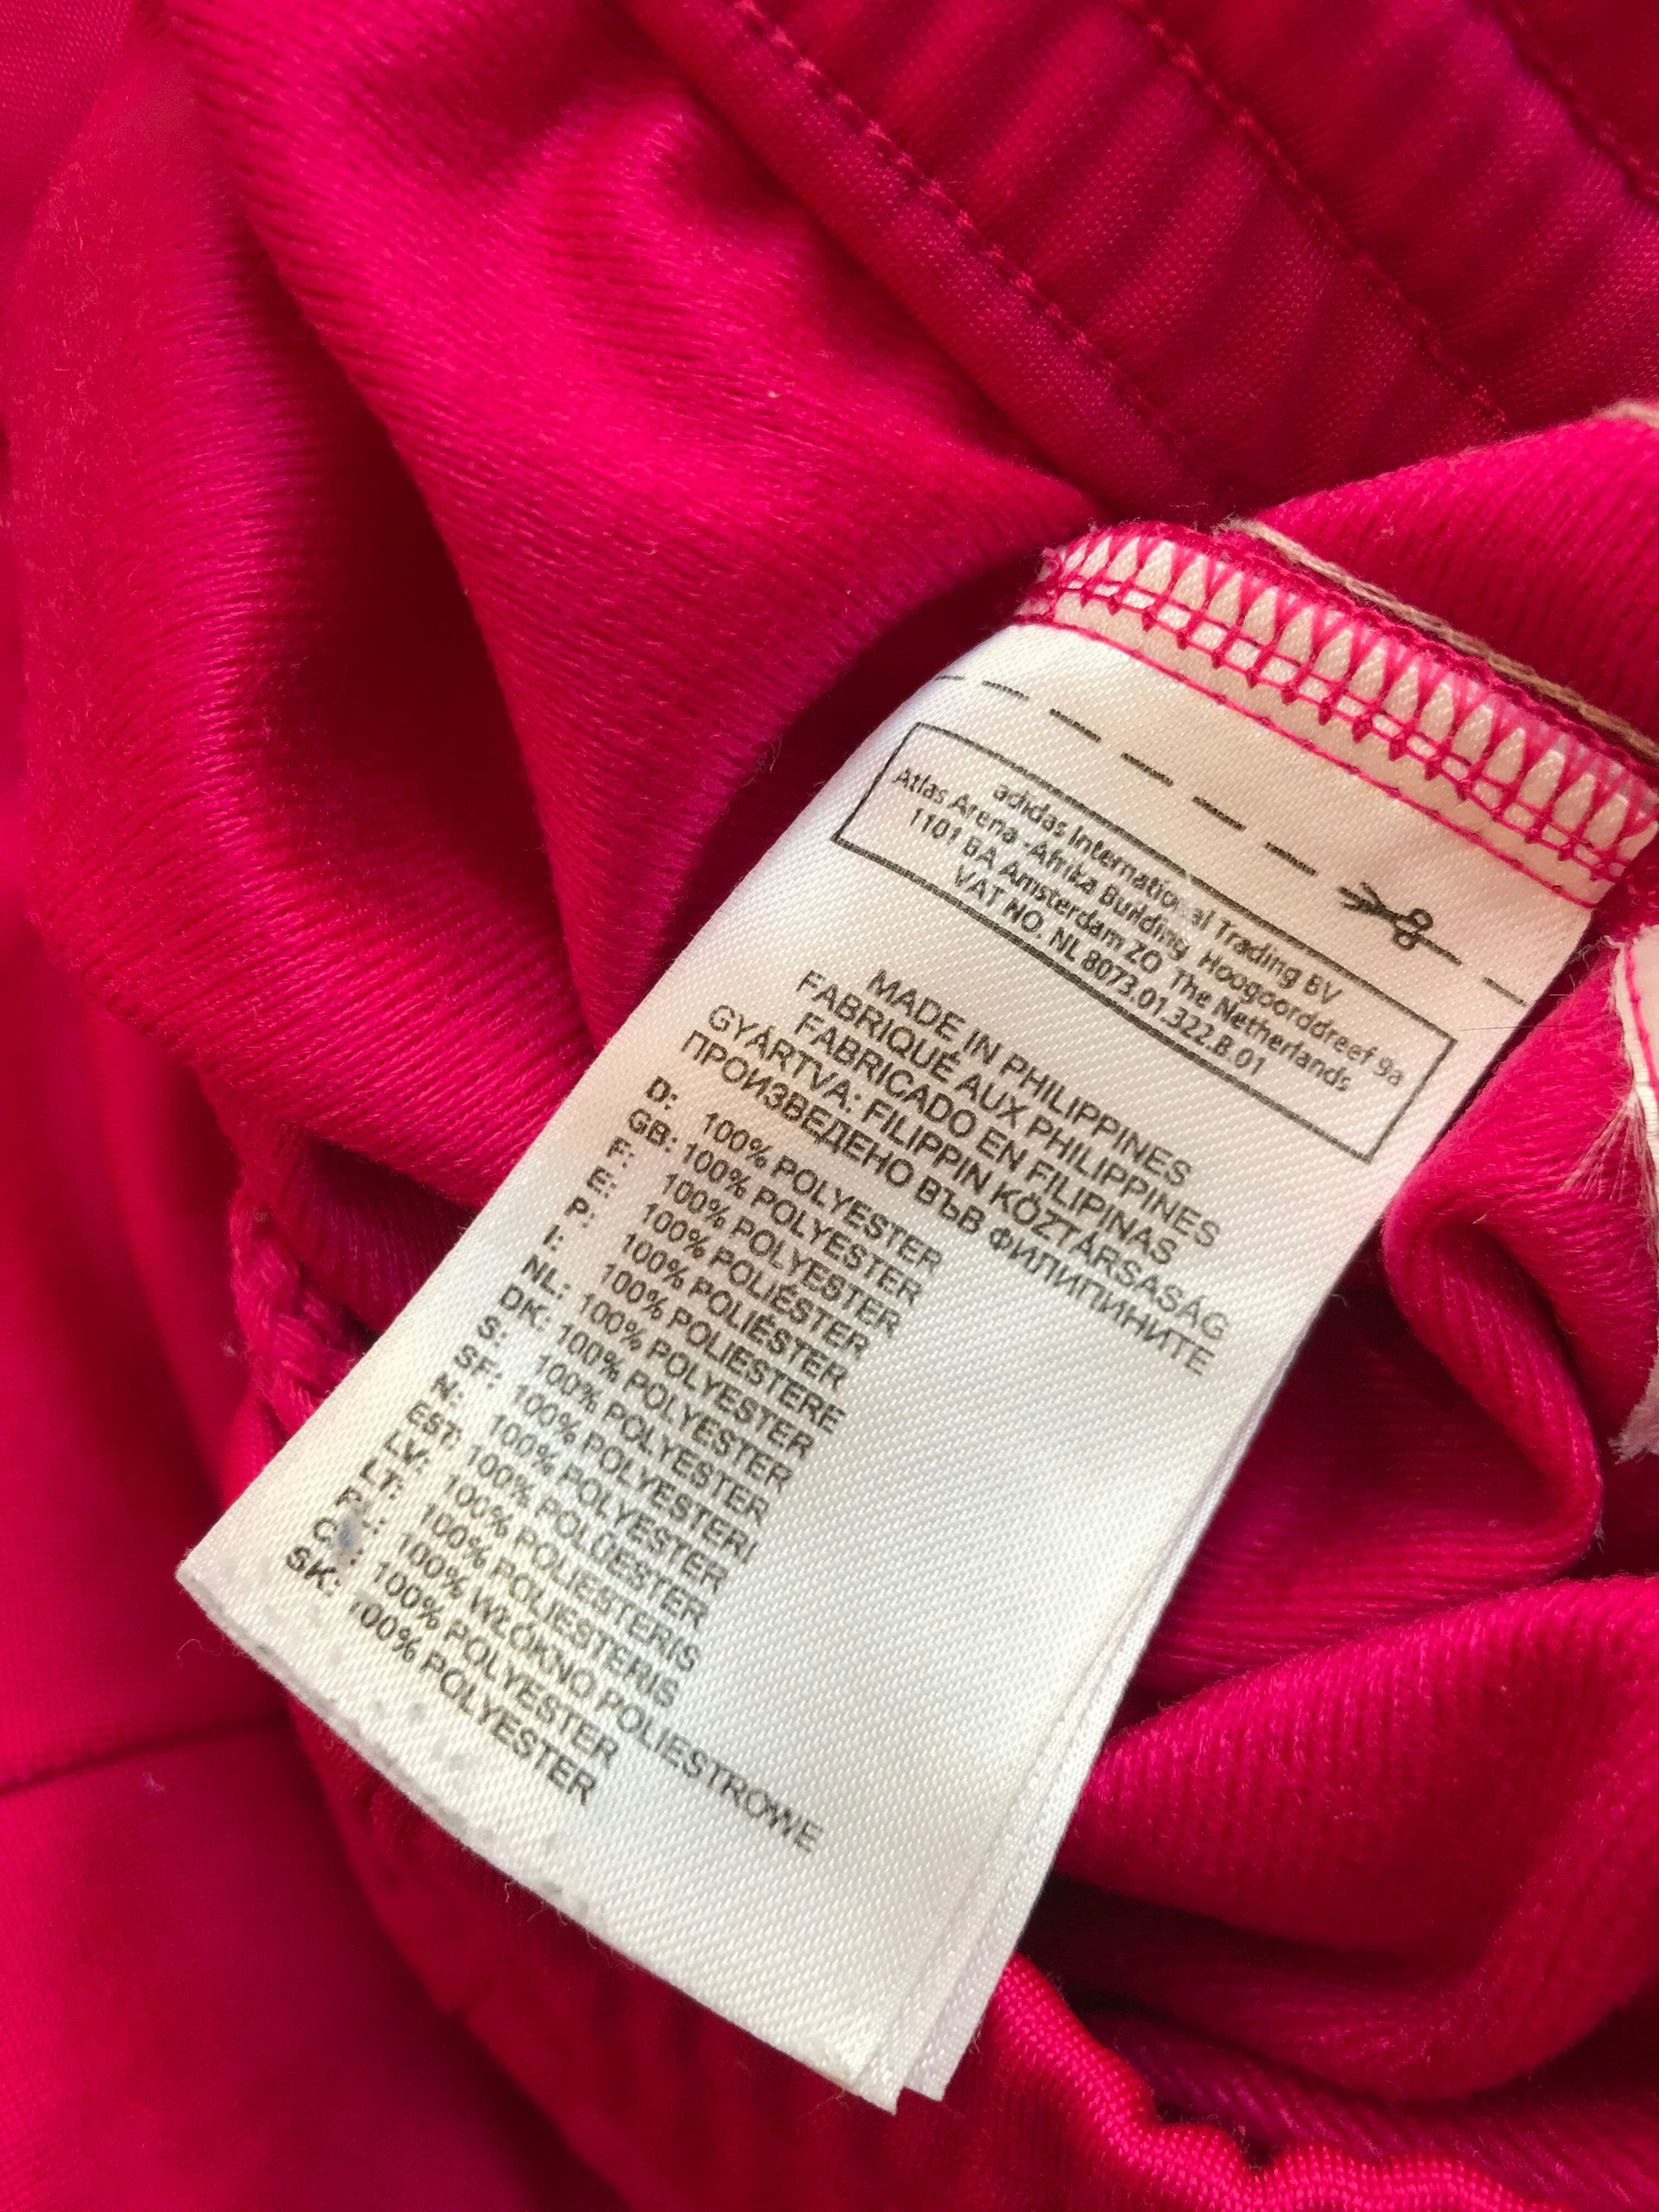 adidas International Trading BV
Atlas Arena -Afrika Building Hoogoorddreef 9a
1101 BA Amsterdam ZO The Netherlands
VAT NO. NL 8073.01.322.B.01
MADE IN PHILIPPINES
FABRIQUÉ AUX PHILIPPINES
FABRICADO EN FILIPINAS
GYÁRTVA: FILIPPIN KÖZTÁRSASÁG
ПРОИЗВЕДЕНО ВЪВ ФИЛИПИНИТЕ
D: 100% POLYESTER
GB: 100% POLYESTER
F: 100% POLYESTER
E: 100% POLIÉSTER
P: 100% POLIÉSTER
I: 100% POLIESTERE
NL: 100% POLYESTER
DK: 100% POLYESTER
S: 100% POLYESTER
SF: 100% POLYESTERI
N: 100% POLYESTER
EST: 100% POLÜESTER
LV: 100% POLIESTERIS
LT: 100% POLIESTERIS
PL: 100% WŁÓKNO POLIESTROWE
100% POLYESTER
SK: 100% POLYESTER